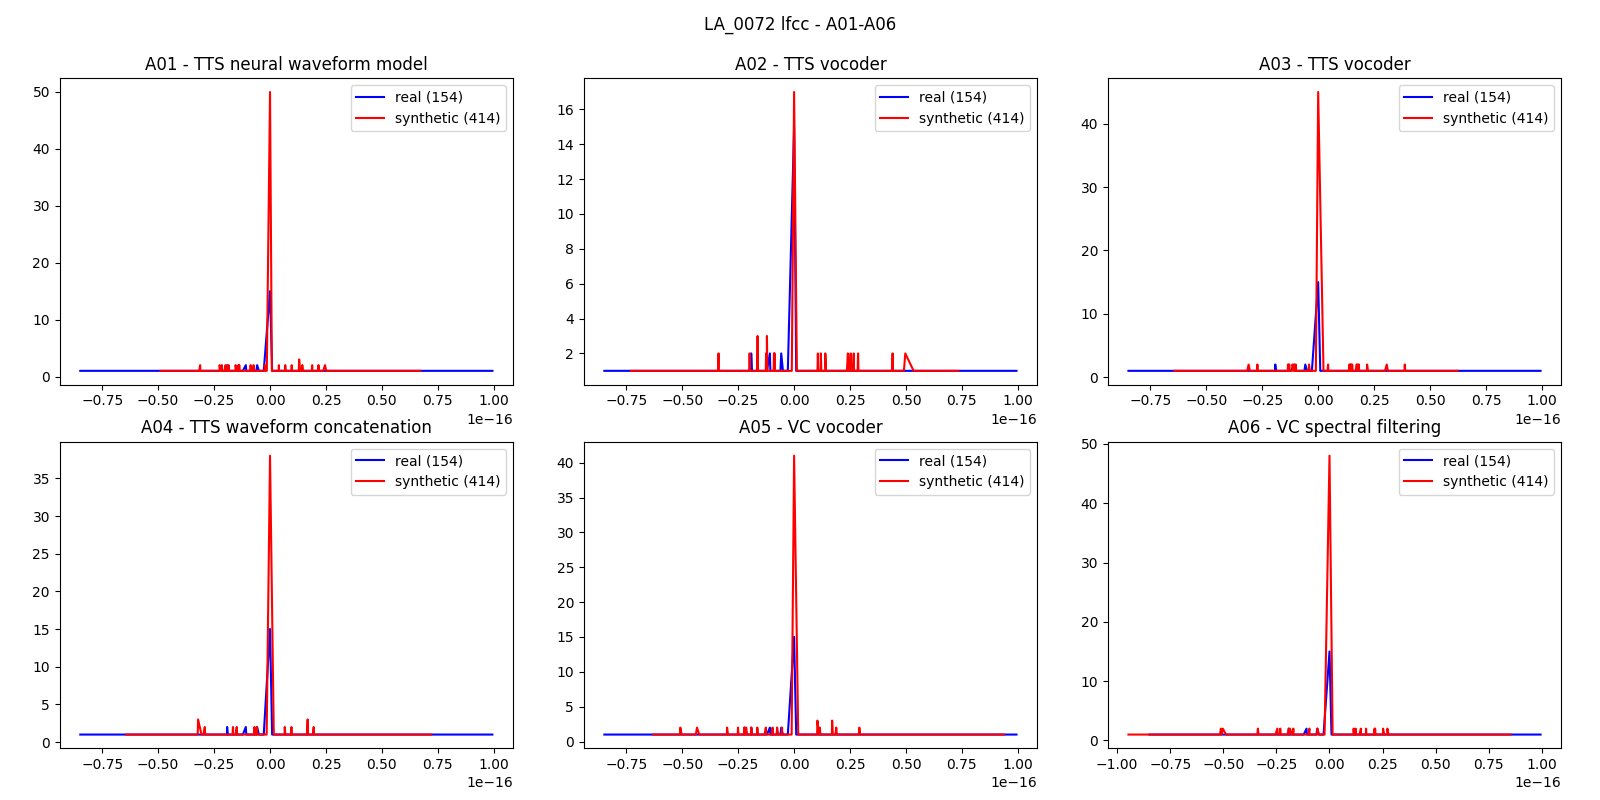 LA_0072 lfcc - A01-A06
A01 - TTS neural waveform model
A02 - TTS vocoder
A03 - TTS vocoder
real (154)
synthetic (414)
real (154)
synthetic (414)
real (154)
synthetic (414)
50
40
30
20
10
0
16
14
12
10
8
6
4
2
40
30
20
10
0
−0.75 −0.50 −0.25 0.00 0.25 0.50 0.75 1.00
1e−16
−0.75 −0.50 −0.25 0.00 0.25 0.50 0.75 1.00
1e−16
−0.75 −0.50 −0.25 0.00 0.25 0.50 0.75 1.00
1e−16
A04 - TTS waveform concatenation
A05 - VC vocoder
A06 - VC spectral filtering
real (154)
synthetic (414)
real (154)
synthetic (414)
real (154)
synthetic (414)
35
30
25
20
15
10
5
0
40
35
30
25
20
15
10
5
0
50
40
30
20
10
0
−0.75 −0.50 −0.25 0.00 0.25 0.50 0.75 1.00
1e−16
−0.75 −0.50 −0.25 0.00 0.25 0.50 0.75 1.00
1e−16
−1.00 −0.75 −0.50 −0.25 0.00 0.25 0.50 0.75 1.00
1e−16